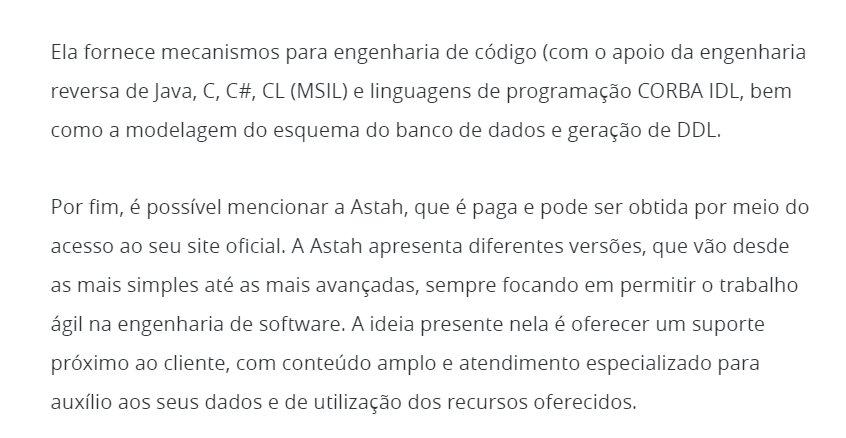 Ela fornece mecanismos para engenharia de código (com o apoio da engenharia
reversa de Java, C, C#, CL (MSIL) e linguagens de programação CORBA IDL, bem
como a modelagem do esquema do banco de dados e geração de DDL.
Por fim, é possível mencionar a Astah, que é paga e pode ser obtida por meio do
acesso ao seu site oficial. A Astah apresenta diferentes versões, que vão desde
as mais simples até as mais avançadas, sempre focando em permitir o trabalho
ágil na engenharia de software. A ideia presente nela é oferecer um suporte
próximo ao cliente, com conteúdo amplo e atendimento especializado para
auxílio aos seus dados e de utilização dos recursos oferecidos.